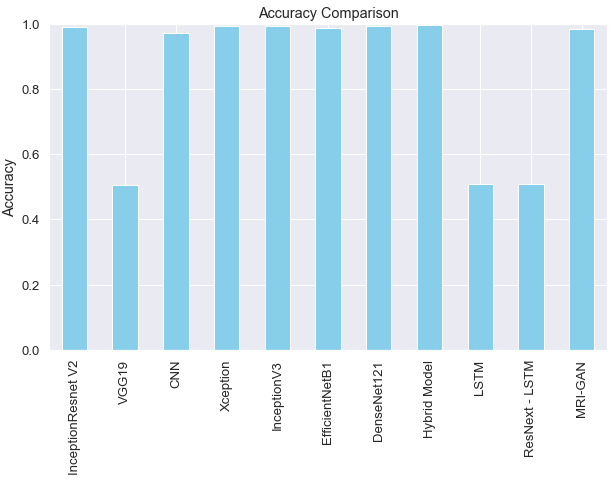 Accuracy Comparison
Accuracy
1.0
0.8
0.6
0.4
0.2
0.0
InceptionResnet V2
VGG19
CNN
Xception
InceptionV3
EfficientNetB1
DenseNet121
Hybrid Model
LSTM
ResNext - LSTM
MRI-GAN